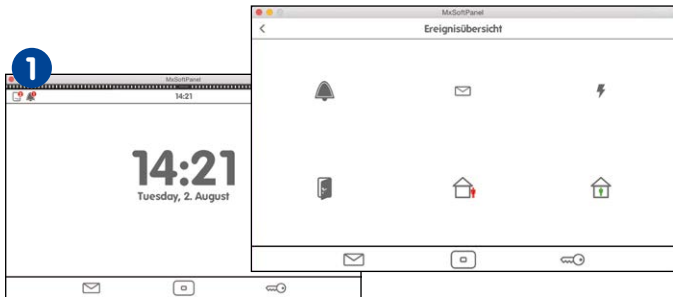 MxSoftPanel
Ereignisübersicht
1
MxSoftPanel
14:21
14:21
Tuesday, 2. August